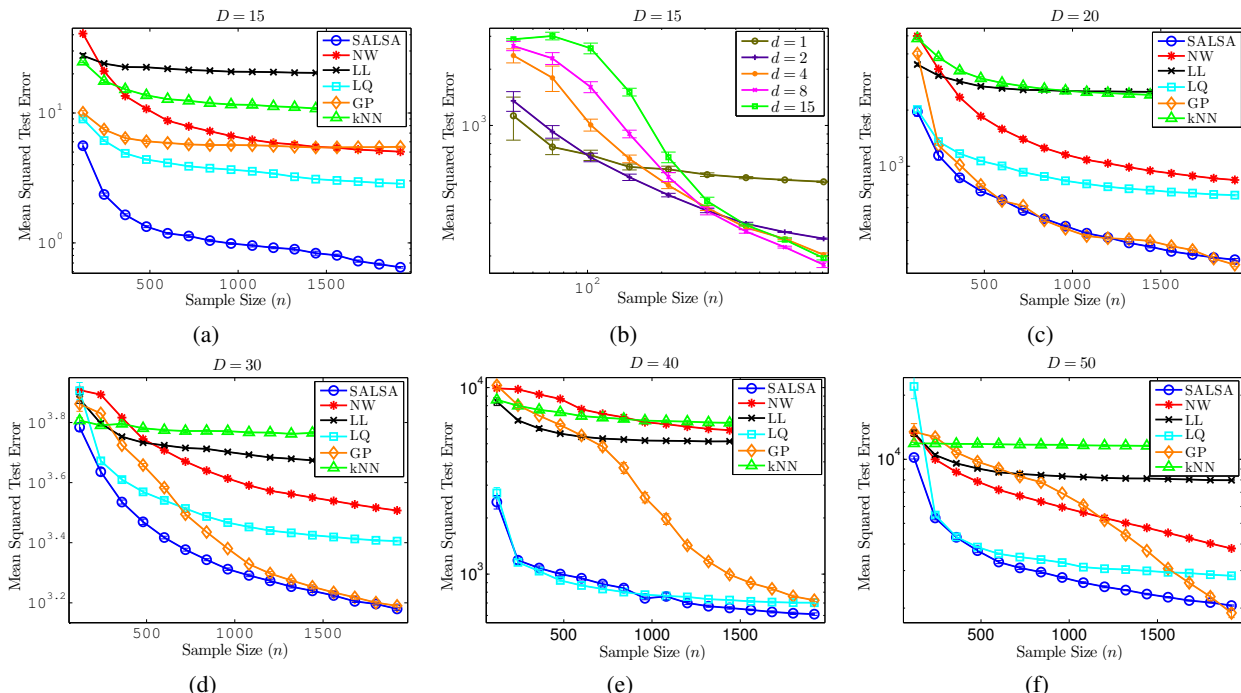 D = 15
Mean Squared Test Error
10^1
10^0
SALSA
NW
LL
LQ
GP
kNN
500
1000
1500
Sample Size (n)
(a)
D = 15
Mean Squared Test Error
10^3
d = 1
d = 2
d = 4
d = 8
d = 15
10^2
Sample Size (n)
(b)
D = 20
Mean Squared Test Error
10^3
SALSA
NW
LL
LQ
GP
kNN
500
1000
1500
Sample Size (n)
(c)
D = 30
Mean Squared Test Error
10^3.8
10^3.6
10^3.4
10^3.2
SALSA
NW
LL
LQ
GP
kNN
500
1000
1500
Sample Size (n)
(d)
D = 40
Mean Squared Test Error
10^4
10^3
SALSA
NW
LL
LQ
GP
kNN
500
1000
1500
Sample Size (n)
(e)
D = 50
Mean Squared Test Error
10^4
SALSA
NW
LL
LQ
GP
kNN
500
1000
1500
Sample Size (n)
(f)